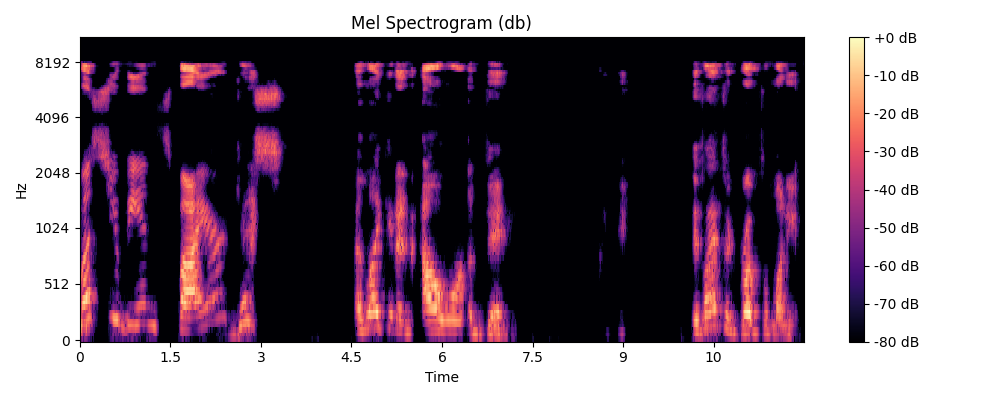 Mel Spectrogram (db)
Hz
8192
4096
2048
1024
512
0
0 1.5 3 4.5 6 7.5 9 10
Time
+0 dB
-10 dB
-20 dB
-30 dB
-40 dB
-50 dB
-60 dB
-70 dB
-80 dB